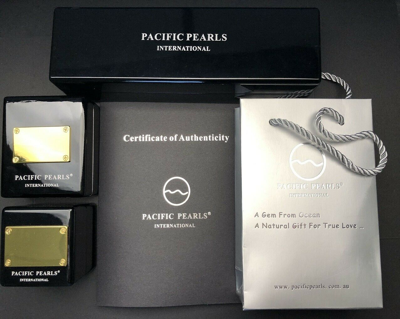 PACIFIC PEARLS
INTERNATIONAL
PACIFIC PEARLS®
INTERNATIONAL
PACIFIC PEARLS®
INTERNATIONAL
Certificate of Authenticity
PACIFIC PEARLS®
INTERNATIONAL
PACIFIC PEARLS®
INTERNATIONAL
A Gem From Ocean
A Natural Gift For True Love ...
www.pacificpearls.com.au